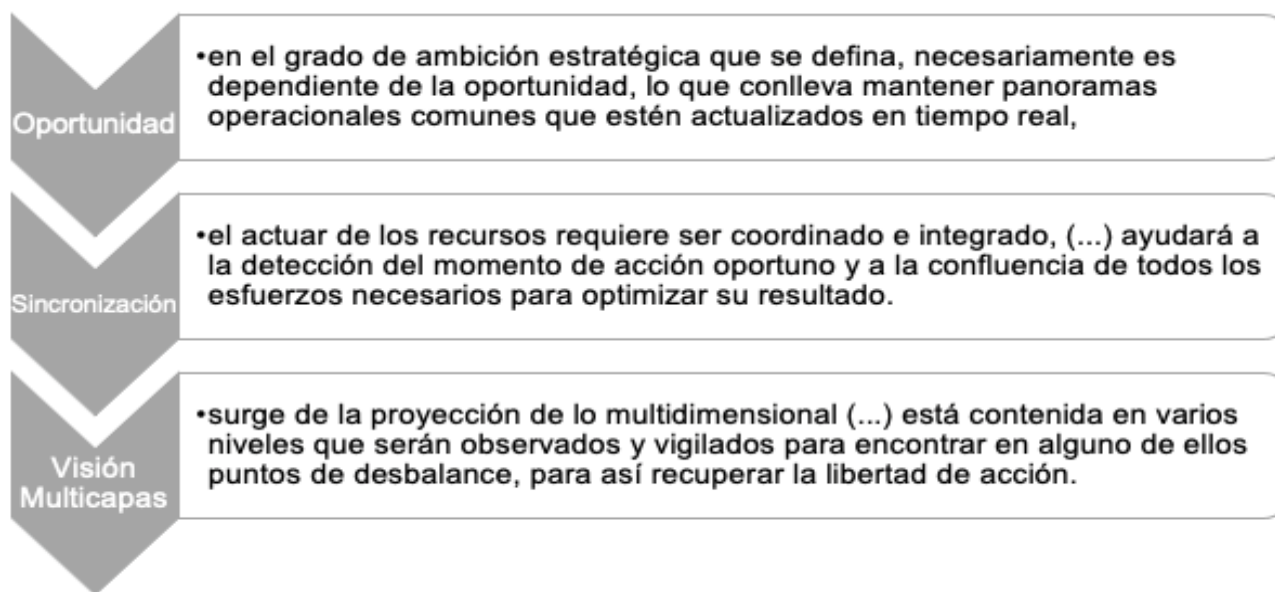 Oportunidad
•en el grado de ambición estratégica que se defina, necesariamente es
dependiente de la oportunidad, lo que conlleva mantener panoramas
operacionales comunes que estén actualizados en tiempo real,
Sincronización
•el actuar de los recursos requiere ser coordinado e integrado, (...) ayudará a
la detección del momento de acción oportuno y a la confluencia de todos los
esfuerzos necesarios para optimizar su resultado.
Visión
Multicapas
•surge de la proyección de lo multidimensional (...) está contenida en varios
niveles que serán observados y vigilados para encontrar en alguno de ellos
puntos de desbalance, para así recuperar la libertad de acción.